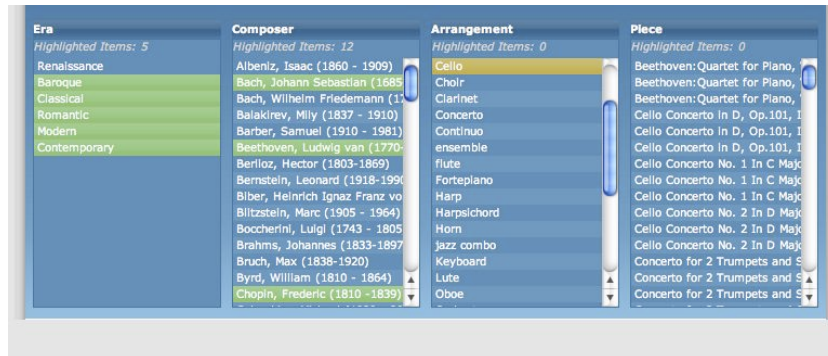 Era
Highlighted Items: 5
Renaissance
Baroque
Classical
Romantic
Modern
Contemporary
Composer
Highlighted Items: 12
Albeniz, Isaac (1860 - 1909)
Bach, Johann Sebastian (1685
Bach, Wilhelm Friedemann (17
Balakirev, Mily (1837 - 1910)
Barber, Samuel (1910 - 1981)
Beethoven, Ludwig van (1770-
Berlioz, Hector (1803-1869)
Bernstein, Leonard (1918-1990
Biber, Heinrich Ignaz Franz vo
Blitzstein, Marc (1905 - 1964)
Boccherini, Luigi (1743 - 1805
Brahms, Johannes (1833-1897
Bruch, Max (1838-1920)
Byrd, William (1810 - 1864)
Chopin, Frederic (1810 -1839)
Arrangement
Highlighted Items: 0
Cello
Choir
Clarinet
Concerto
Continuo
ensemble
flute
Fortepiano
Harp
Harpsichord
Horn
jazz combo
Keyboard
Lute
Oboe
Piece
Highlighted Items: 0
Beethoven:Quartet for Piano,
Beethoven:Quartet for Piano,
Beethoven:Quartet for Piano,
Cello Concerto in D, Op.101, I
Cello Concerto in D, Op.101, I
Cello Concerto in D, Op.101, I
Cello Concerto No. 1 In C Majo
Cello Concerto No. 1 In C Majo
Cello Concerto No. 1 In C Majo
Cello Concerto No. 2 In D Majo
Cello Concerto No. 2 In D Majo
Cello Concerto No. 2 In D Majo
Concerto for 2 Trumpets and S
Concerto for 2 Trumpets and S
Concerto for 2 Trumpets and S